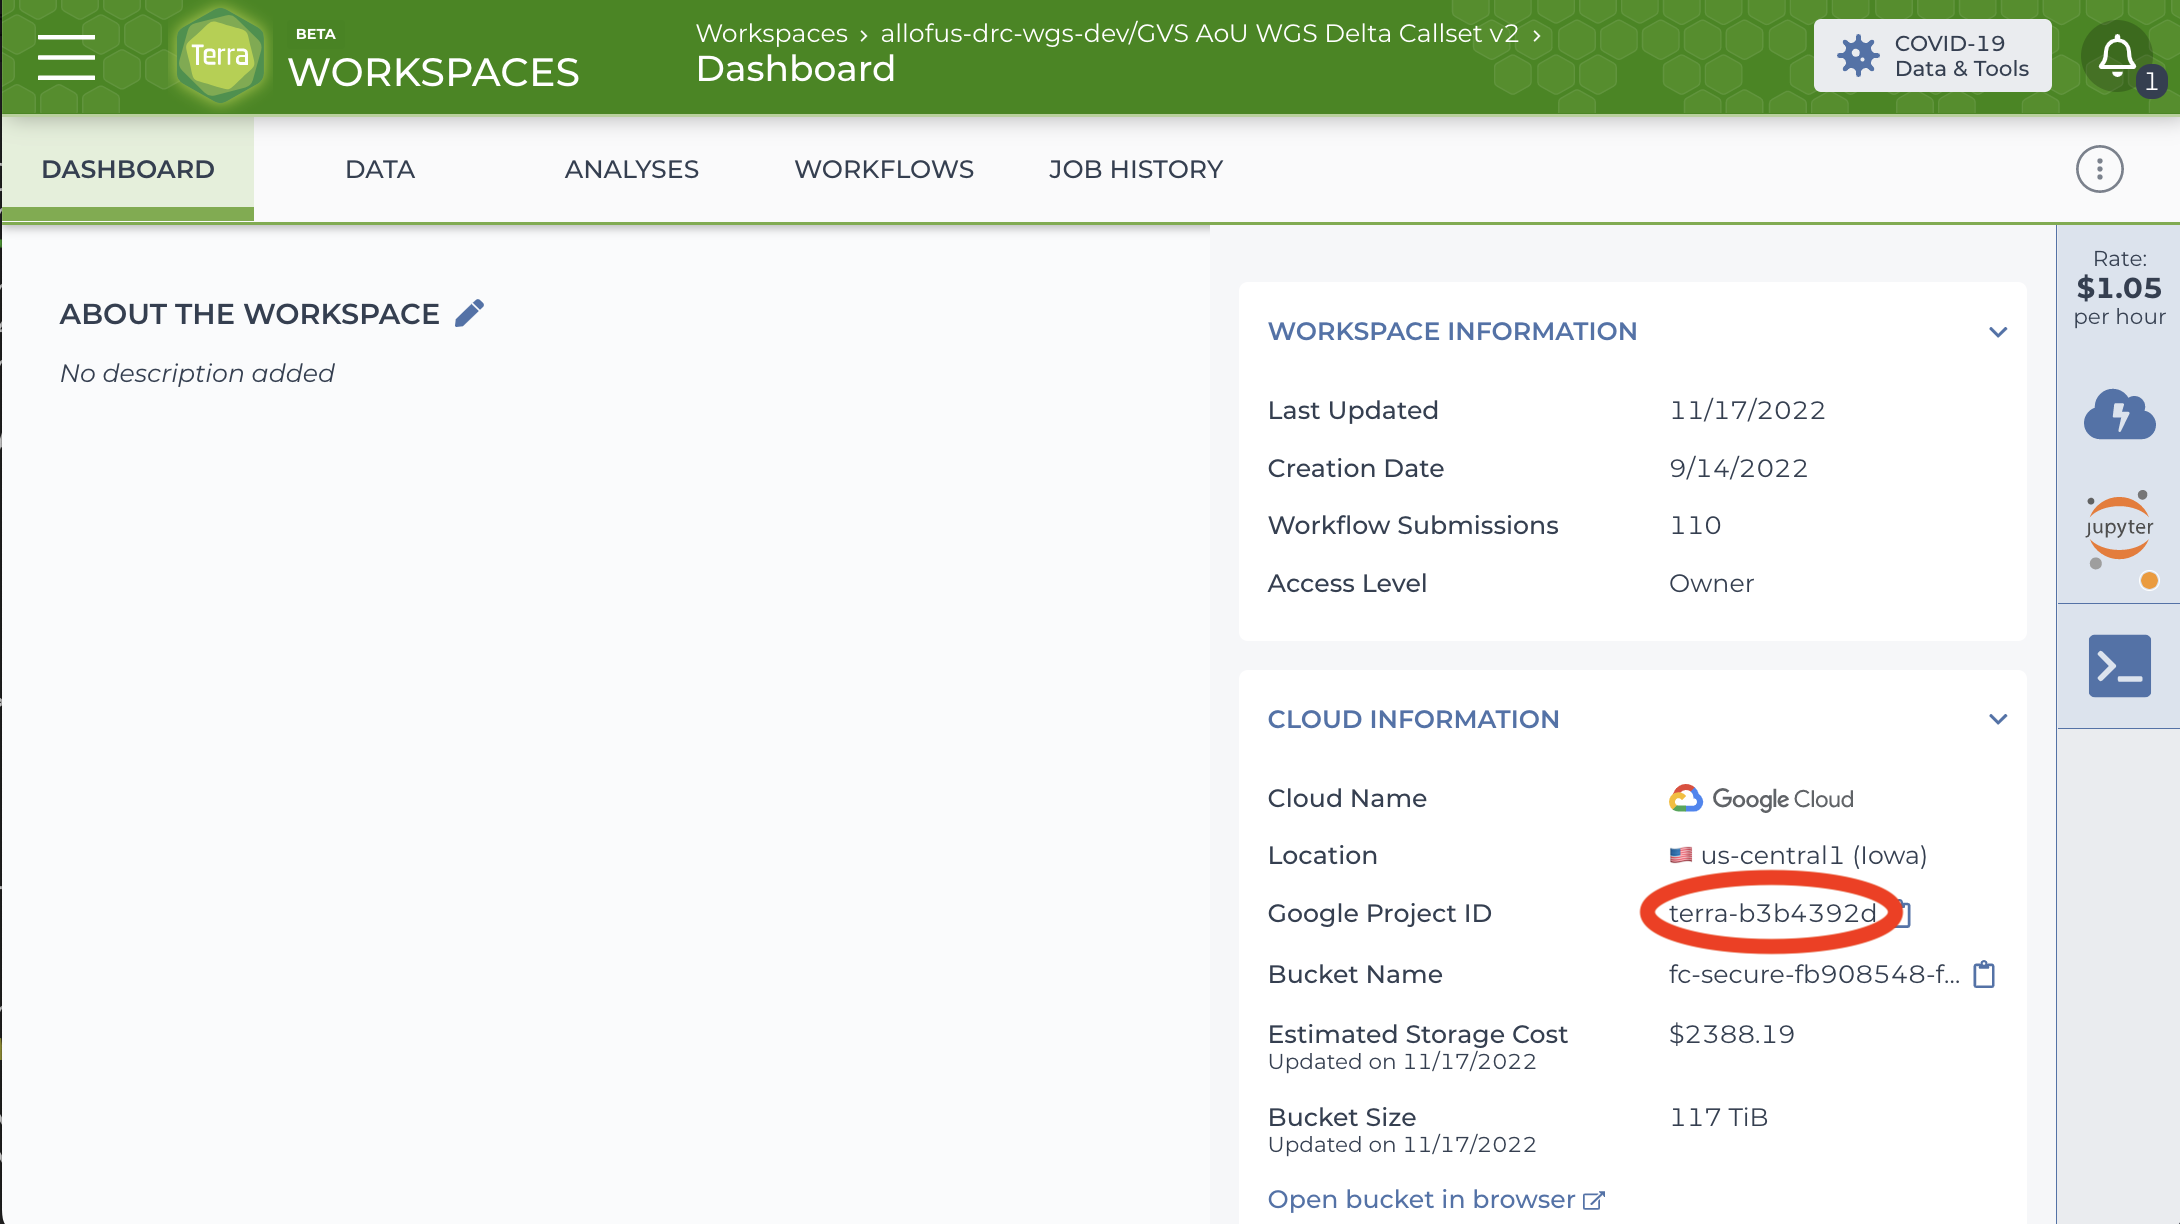 Terra
BETA
WORKSPACES
Workspaces › allofus-drc-wgs-dev/GVS AoU WGS Delta Callset v2 ›
Dashboard
COVID-19
Data & Tools
1
DASHBOARD
DATA
ANALYSES
WORKFLOWS
JOB HISTORY
ABOUT THE WORKSPACE
No description added
WORKSPACE INFORMATION
Last Updated 11/17/2022
Creation Date 9/14/2022
Workflow Submissions 110
Access Level Owner
CLOUD INFORMATION
Cloud Name Google Cloud
Location us-central1 (Iowa)
Google Project ID terra-b3b4392d
Bucket Name fc-secure-fb908548-f...
Estimated Storage Cost $2388.19
Updated on 11/17/2022
Bucket Size 117 TiB
Updated on 11/17/2022
Open bucket in browser
Rate:
$1.05
per hour
jupyter